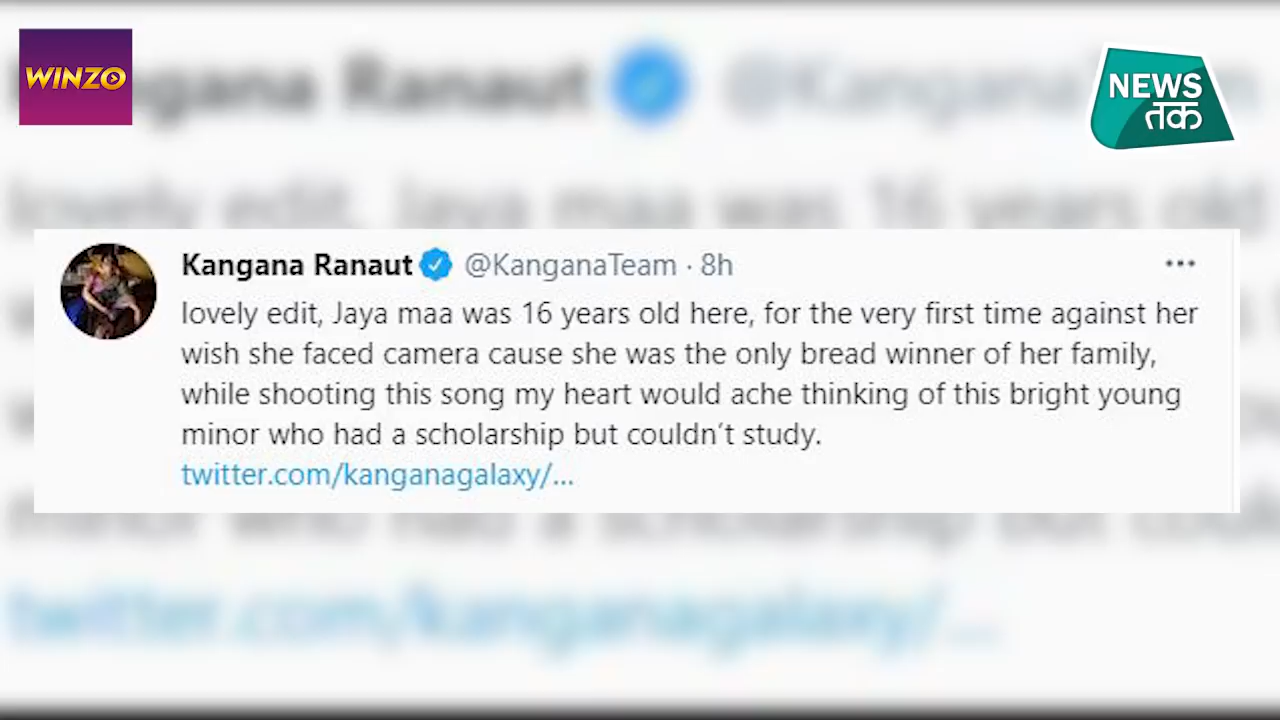 WINZO
NEWS
तक
Kangana Ranaut @KanganaTeam · 8h
lovely edit, Jaya maa was 16 years old here, for the very first time against her
wish she faced camera cause she was the only bread winner of her family,
while shooting this song my heart would ache thinking of this bright young
minor who had a scholarship but couldn't study.
twitter.com/kanganagalaxy/...